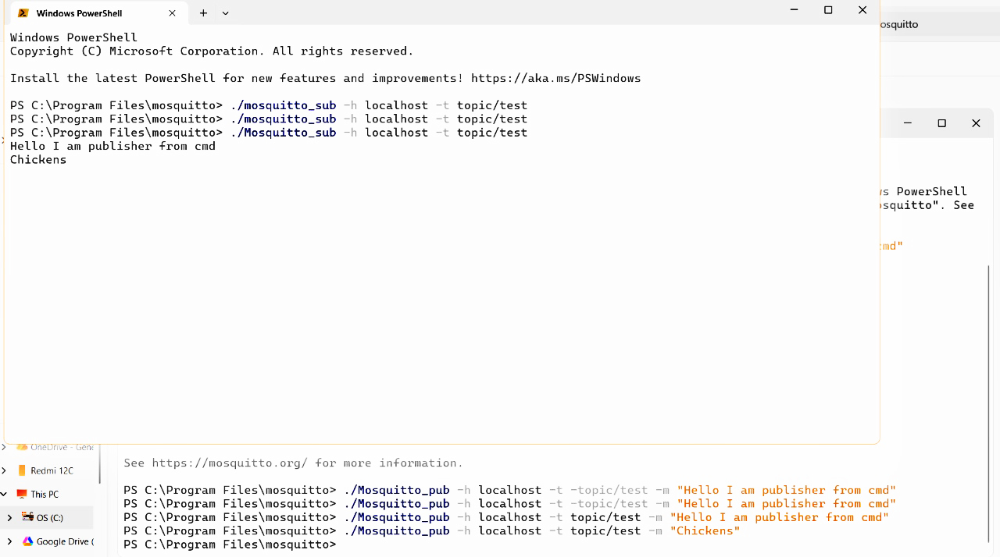 Windows PowerShell
osquitto
Windows PowerShell
Copyright (C) Microsoft Corporation. All rights reserved.
Install the latest PowerShell for new features and improvements! https://aka.ms/PSWindows
PS C:\Program Files\mosquitto> ./mosquitto_sub -h localhost -t topic/test
PS C:\Program Files\mosquitto> ./mosquitto_sub -h localhost -t topic/test
PS C:\Program Files\mosquitto> ./Mosquitto_sub -h localhost -t topic/test
Hello I am publisher from cmd
Chickens
ws PowerShell
osquitto". See
cmd"
OneDrive - Gene
Redmi 12C
This PC
OS (C:)
Google Drive (
See https://mosquitto.org/ for more information.
PS C:\Program Files\mosquitto> ./Mosquitto_pub -h localhost -t -topic/test -m "Hello I am publisher from cmd"
PS C:\Program Files\mosquitto> ./Mosquitto_pub -h localhost -t -topic/test -m "Hello I am publisher from cmd"
PS C:\Program Files\mosquitto> ./Mosquitto_pub -h localhost -t topic/test -m "Hello I am publisher from cmd"
PS C:\Program Files\mosquitto> ./Mosquitto_pub -h localhost -t topic/test -m "Chickens"
PS C:\Program Files\mosquitto>